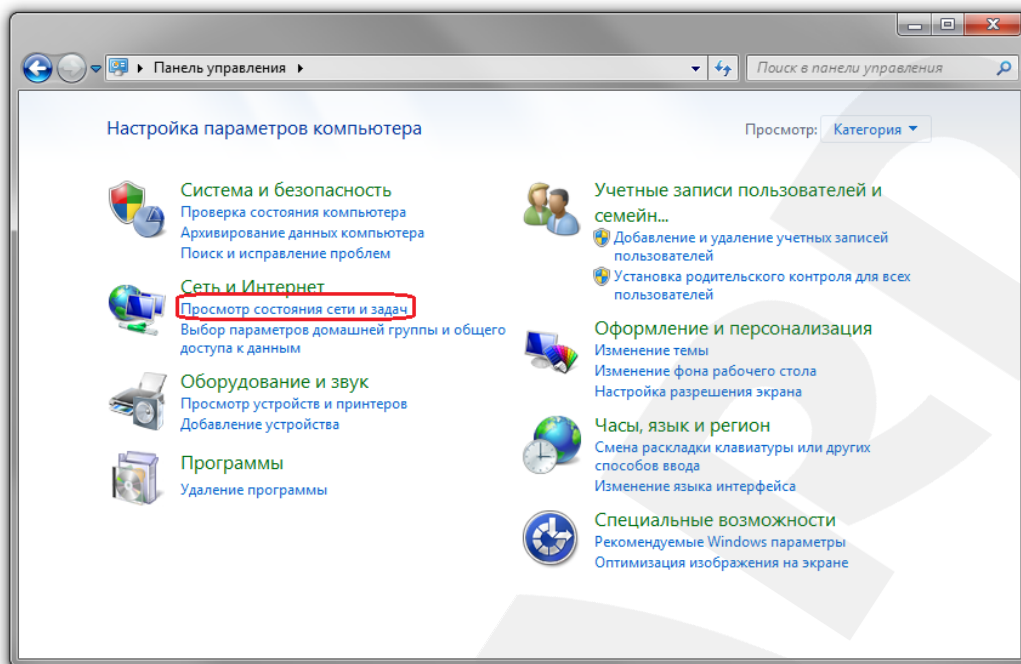 Панель управления
Поиск в панели управления
Настройка параметров компьютера
Просмотр: Категория
Система и безопасность
Проверка состояния компьютера
Архивирование данных компьютера
Поиск и исправление проблем
Сеть и Интернет
Просмотр состояния сети и задач
Выбор параметров домашней группы и общего
доступа к данным
Оборудование и звук
Просмотр устройств и принтеров
Добавление устройства
Программы
Удаление программы
Учетные записи пользователей и
семейн...
Добавление и удаление учетных записей
пользователей
Установка родительского контроля для всех
пользователей
Оформление и персонализация
Изменение темы
Изменение фона рабочего стола
Настройка разрешения экрана
Часы, язык и регион
Смена раскладки клавиатуры или других
способов ввода
Изменение языка интерфейса
Специальные возможности
Рекомендуемые Windows параметры
Оптимизация изображения на экране